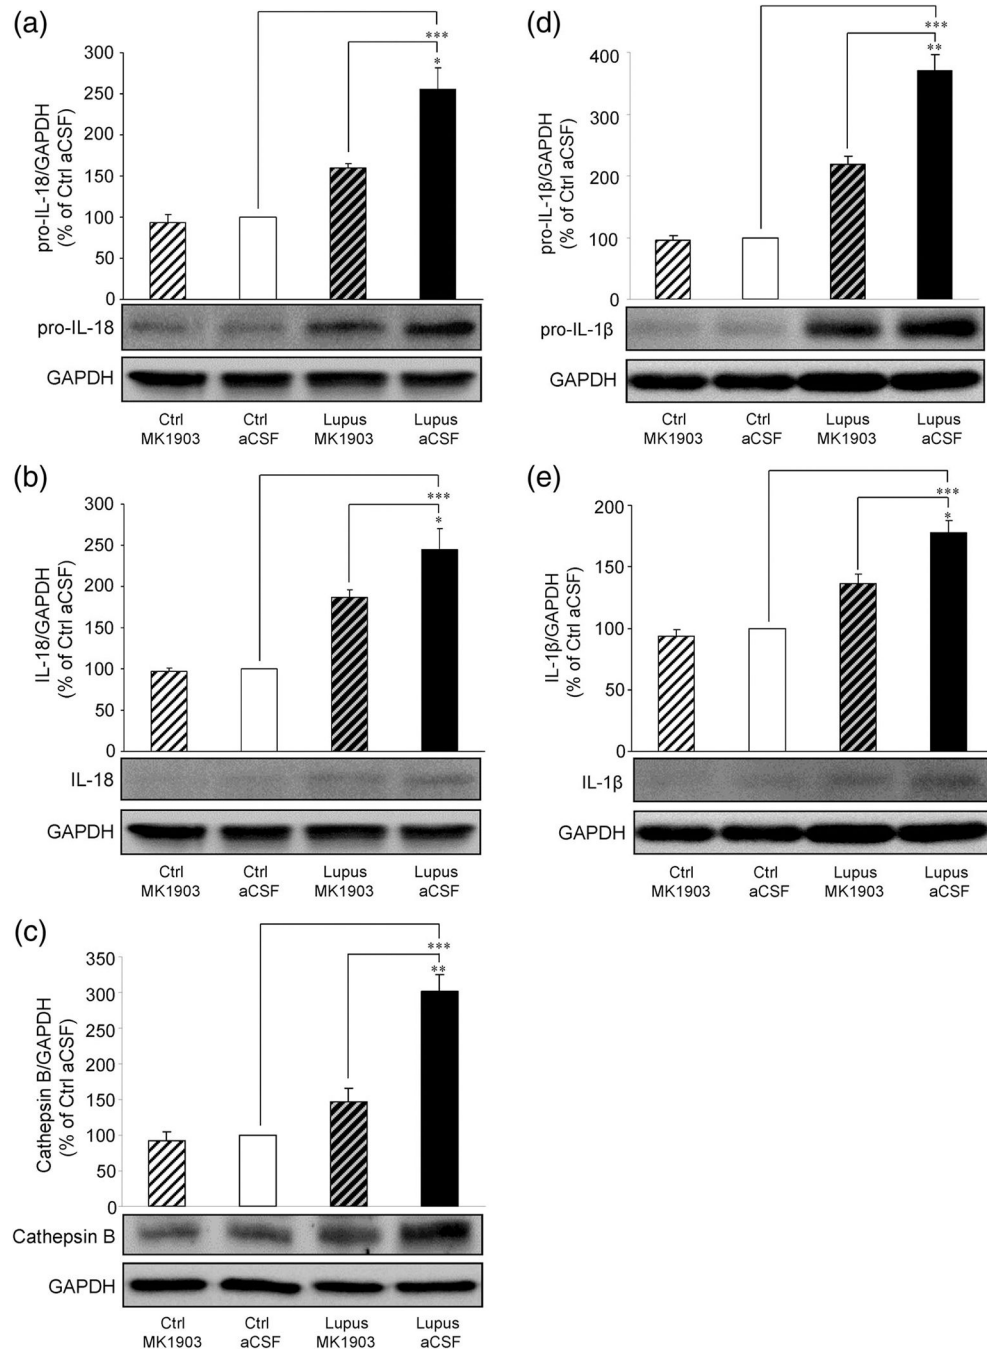 (a)
pro-IL-18/GAPDH
(% of Ctrl aCSF)
300
250
200
150
100
50
0
***
*
pro-IL-18
GAPDH
Ctrl
MK1903
Ctrl
aCSF
Lupus
MK1903
Lupus
aCSF
(d)
pro-IL-1β/GAPDH
(% of Ctrl aCSF)
400
300
200
100
0
***
**
pro-IL-1β
GAPDH
Ctrl
MK1903
Ctrl
aCSF
Lupus
MK1903
Lupus
aCSF
(b)
IL-18/GAPDH
(% of Ctrl aCSF)
300
250
200
150
100
50
0
***
*
IL-18
GAPDH
Ctrl
MK1903
Ctrl
aCSF
Lupus
MK1903
Lupus
aCSF
(e)
IL-1β/GAPDH
(% of Ctrl aCSF)
200
150
100
50
0
***
*
IL-1β
GAPDH
Ctrl
MK1903
Ctrl
aCSF
Lupus
MK1903
Lupus
aCSF
(c)
Cathepsin B/GAPDH
(% of Ctrl aCSF)
350
300
250
200
150
100
50
0
***
**
Cathepsin B
GAPDH
Ctrl
MK1903
Ctrl
aCSF
Lupus
MK1903
Lupus
aCSF